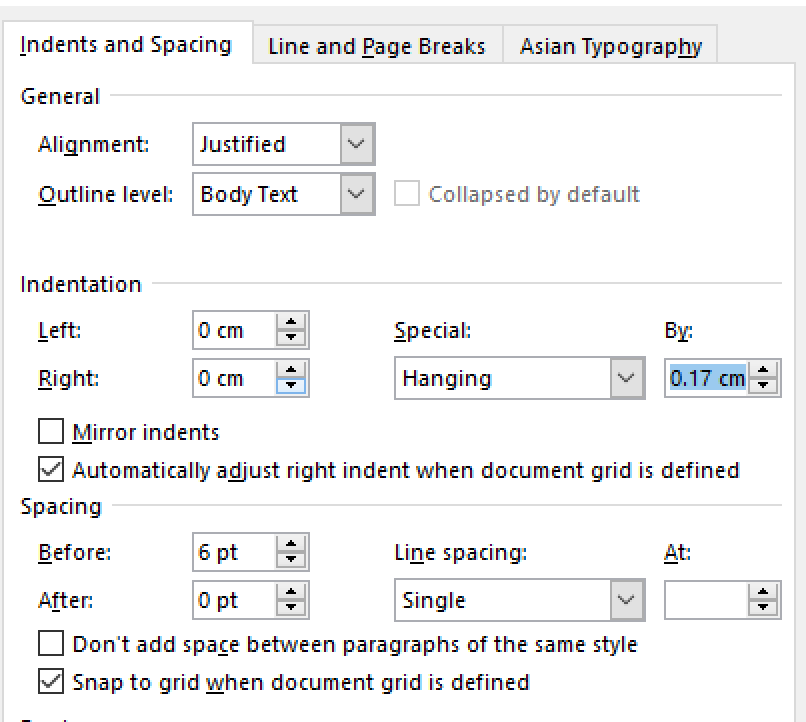 Indents and Spacing Line and Page Breaks Asian Typography
General
Alignment: Justified
Outline level: Body Text Collapsed by default
Indentation
Left: 0 cm Special: By:
Right: 0 cm Hanging 0.17 cm
Mirror indents
Automatically adjust right indent when document grid is defined
Spacing
Before: 6 pt Line spacing: At:
After: 0 pt Single
Don't add space between paragraphs of the same style
Snap to grid when document grid is defined